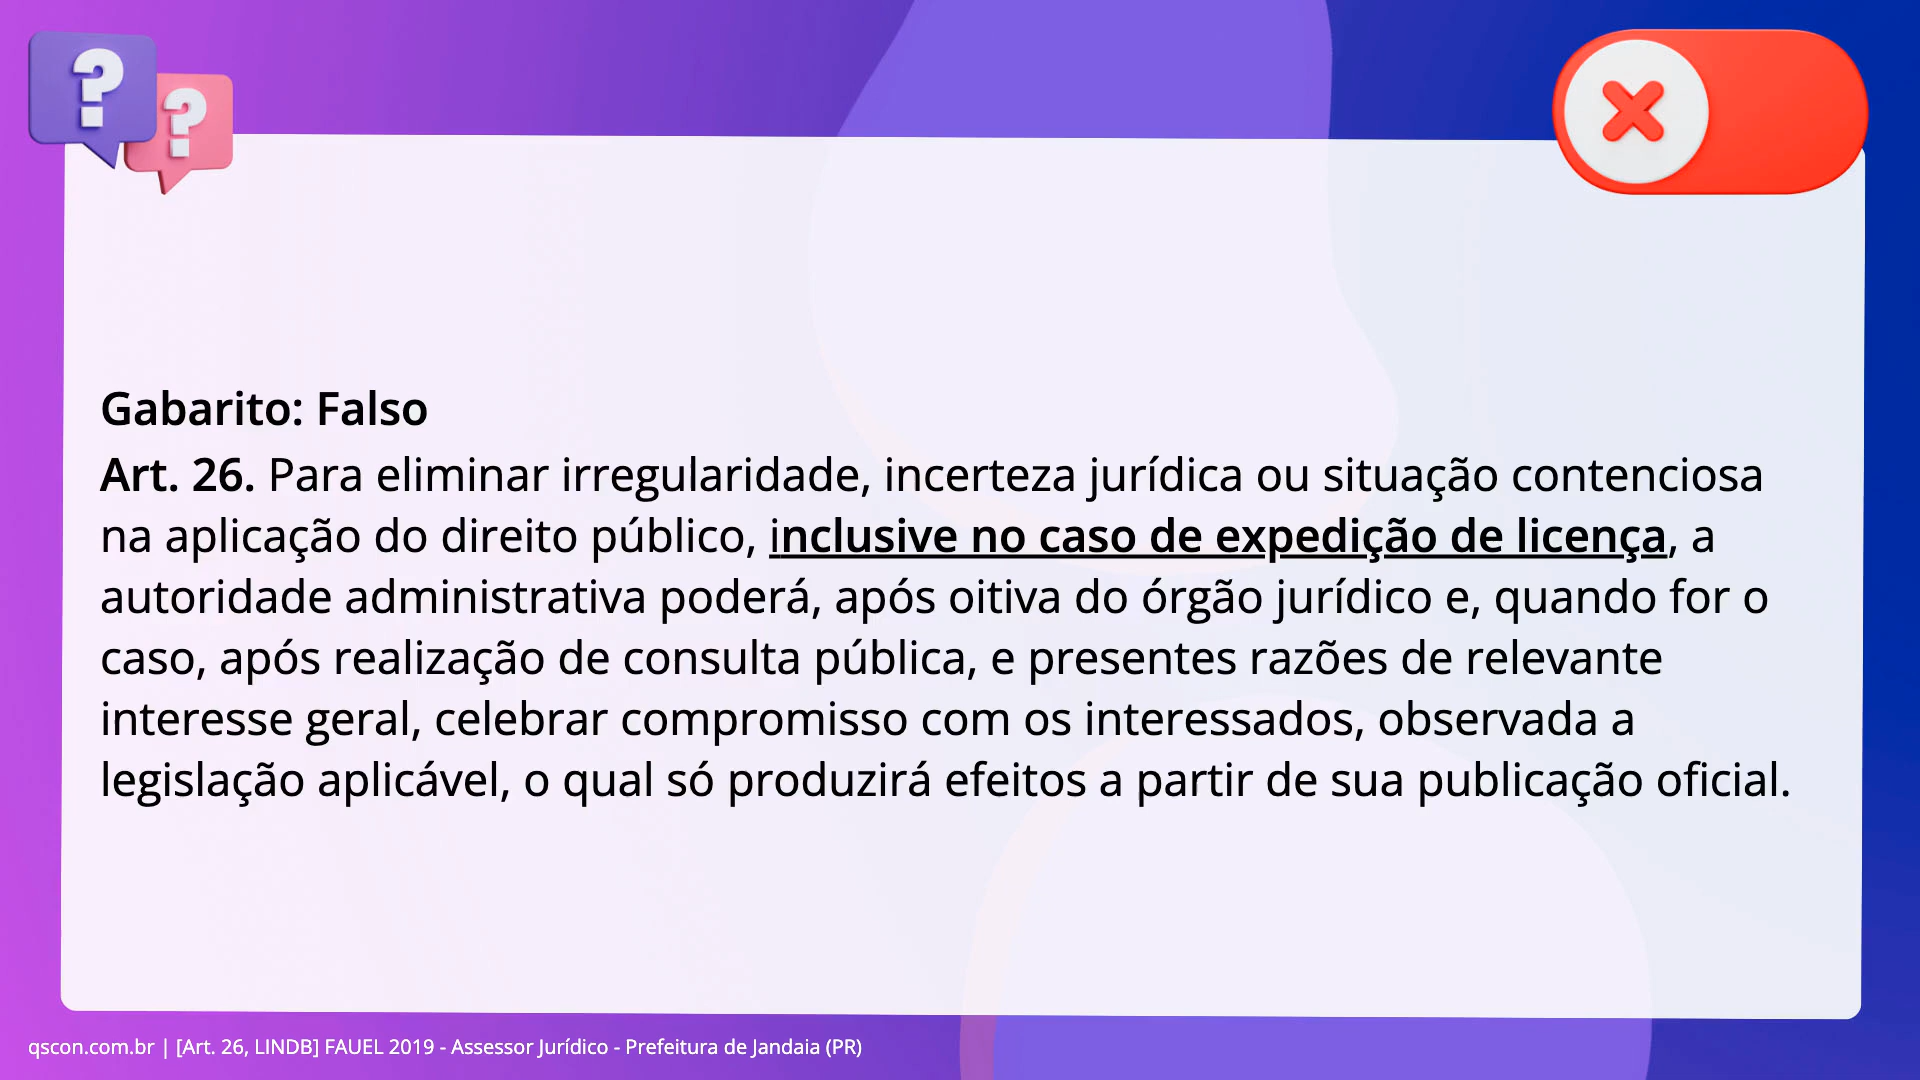 ?
?
Gabarito: Falso
Art. 26. Para eliminar irregularidade, incerteza jurídica ou situação contenciosa
na aplicação do direito público, inclusive no caso de expedição de licença, a
autoridade administrativa poderá, após oitiva do órgão jurídico e, quando for o
caso, após realização de consulta pública, e presentes razões de relevante
interesse geral, celebrar compromisso com os interessados, observada a
legislação aplicável, o qual só produzirá efeitos a partir de sua publicação oficial.
qscon.com.br | [Art. 26, LINDB] FAUEL 2019 - Assessor Jurídico - Prefeitura de Jandaia (PR)